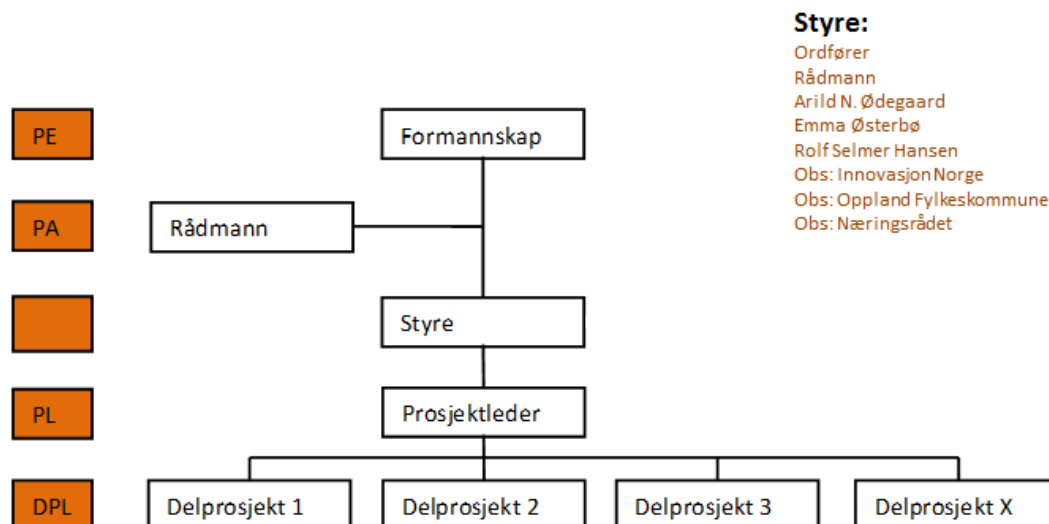 Styre:
Ordfører
Rådmann
Arild N. Ødegaard
Emma Østerbø
Rolf Selmer Hansen
Obs: Innovasjon Norge
Obs: Oppland Fylkeskommune
Obs: Næringsrådet
PE
Formannskap
PA
Rådmann
Styre
PL
Prosjektleder
DPL
Delprosjekt 1
Delprosjekt 2
Delprosjekt 3
Delprosjekt X